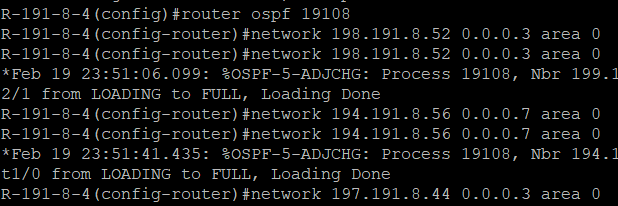 R-191-8-4(config)#router ospf 19108
R-191-8-4(config-router)#network 198.191.8.52 0.0.0.3 area 0
R-191-8-4(config-router)#network 198.191.8.52 0.0.0.3 area 0
*Feb 19 23:51:06.099: %OSPF-5-ADJCHG: Process 19108, Nbr 199.1
2/1 from LOADING to FULL, Loading Done
R-191-8-4(config-router)#network 194.191.8.56 0.0.0.7 area 0
R-191-8-4(config-router)#network 194.191.8.56 0.0.0.7 area 0
*Feb 19 23:51:41.435: %OSPF-5-ADJCHG: Process 19108, Nbr 194.1
t1/0 from LOADING to FULL, Loading Done
R-191-8-4(config-router)#network 197.191.8.44 0.0.0.3 area 0